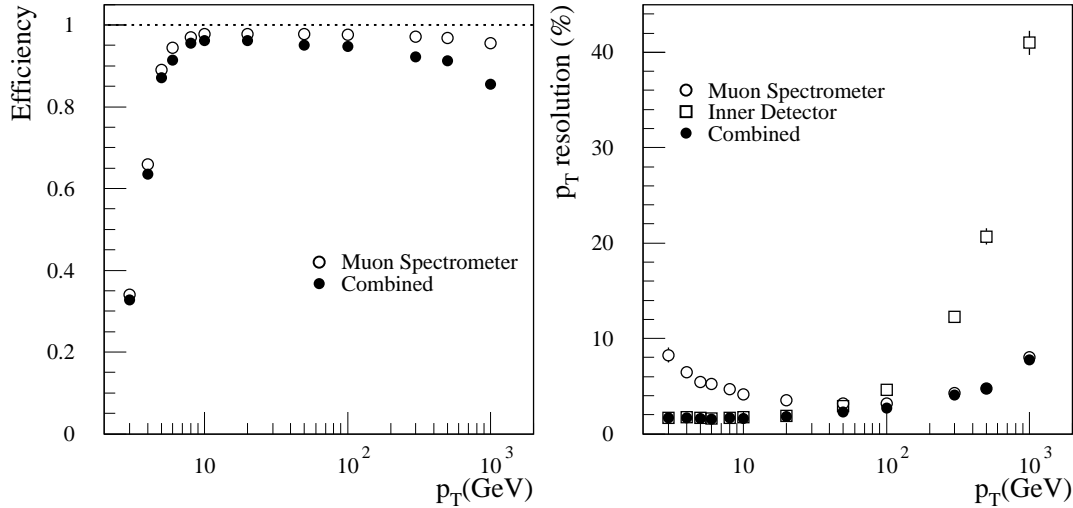 Efficiency
1
0.8
0.6
0.4
0.2
0
Muon Spectrometer
Combined
10
10²
10³
p_T(GeV)
p_T resolution (%)
40
30
20
10
0
Muon Spectrometer
Inner Detector
Combined
10
10²
10³
p_T(GeV)